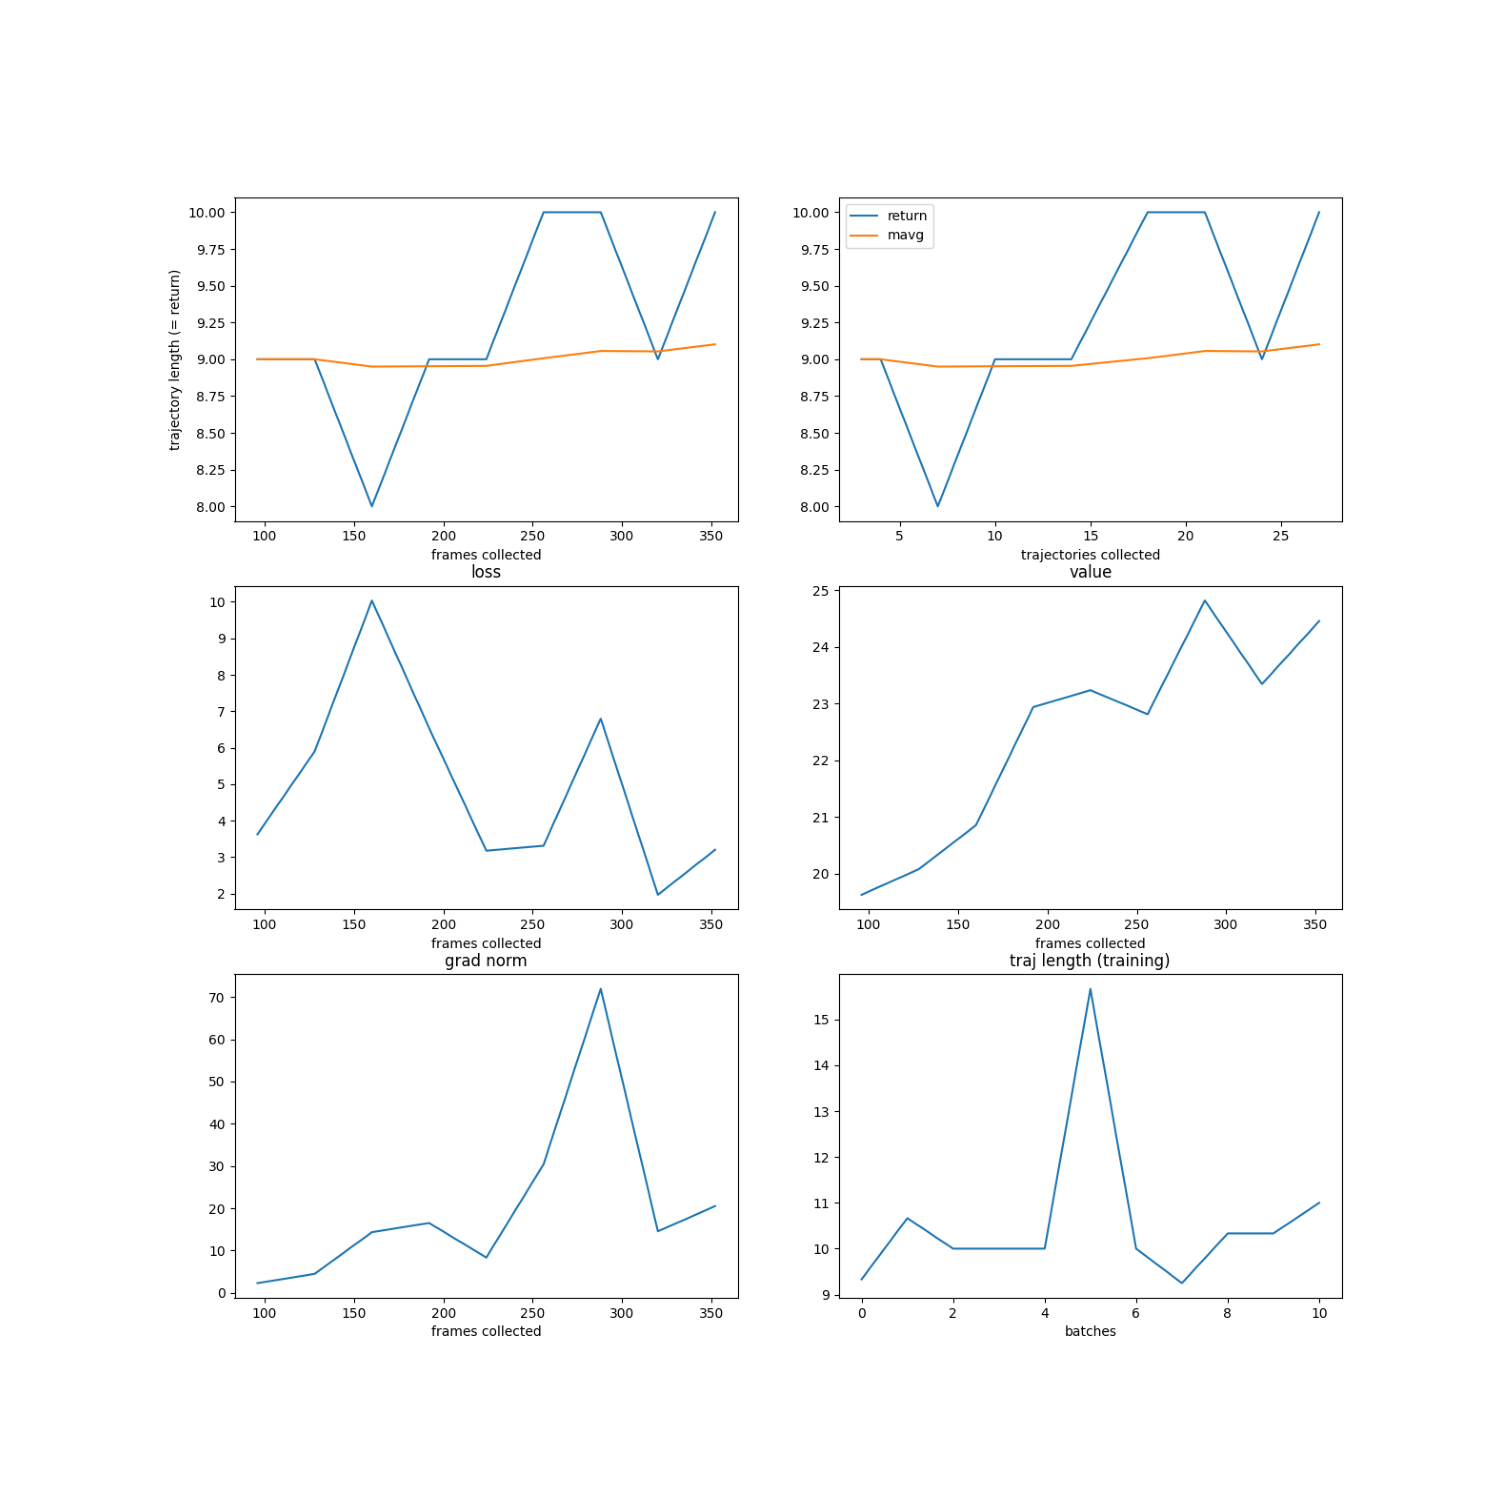 trajectory length (= return)
10.00
9.75
9.50
9.25
9.00
8.75
8.50
8.25
8.00
100 150 200 250 300 350
frames collected
return
mavg
10.00
9.75
9.50
9.25
9.00
8.75
8.50
8.25
8.00
5 10 15 20 25
trajectories collected
loss
10
9
8
7
6
5
4
3
2
100 150 200 250 300 350
frames collected
value
25
24
23
22
21
20
100 150 200 250 300 350
frames collected
grad norm
70
60
50
40
30
20
10
0
100 150 200 250 300 350
frames collected
traj length (training)
15
14
13
12
11
10
9
0 2 4 6 8 10
batches